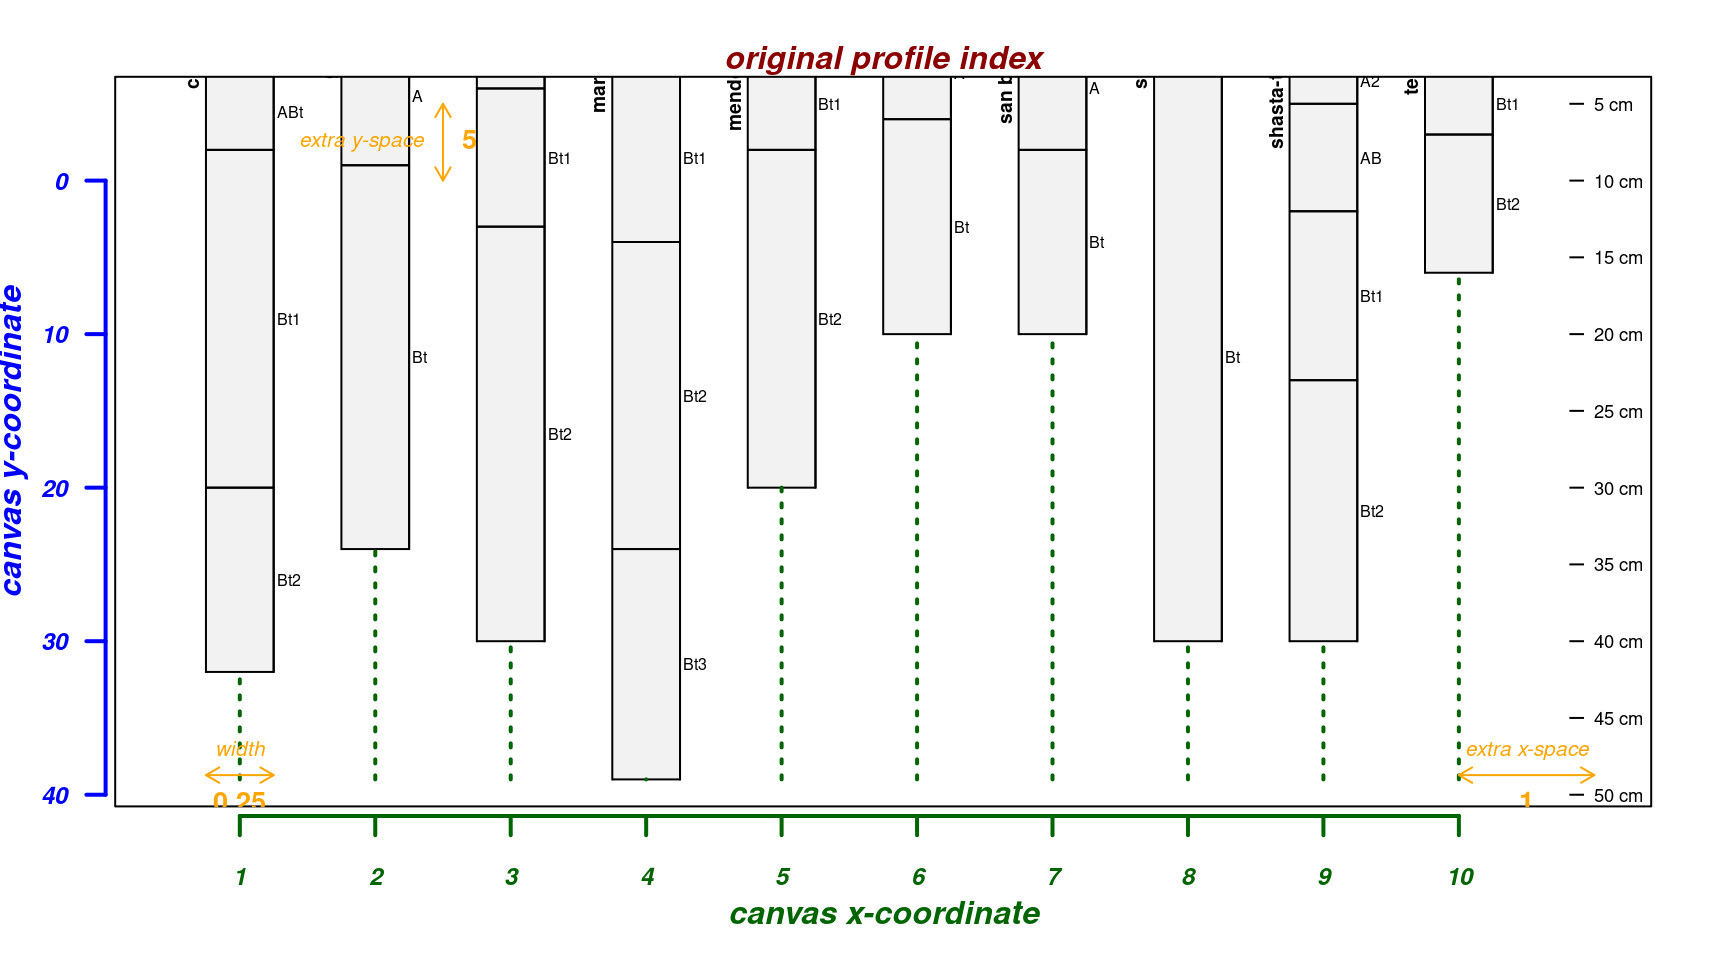 original profile index
c
mar
mend
san b
s
shasta-
te
A
Bt1
A
A2
Bt1
5 cm
ABt
extra y-space
5
Bt1
Bt1
AB
0
10 cm
Bt2
Bt
Bt
15 cm
Bt1
Bt1
Bt2
10
20 cm
Bt
Bt2
25 cm
Bt2
20
30 cm
Bt2
35 cm
Bt2
30
40 cm
Bt3
45 cm
width
extra x-space
0.25
1
40
50 cm
canvas y-coordinate
1 2 3 4 5 6 7 8 9 10
canvas x-coordinate